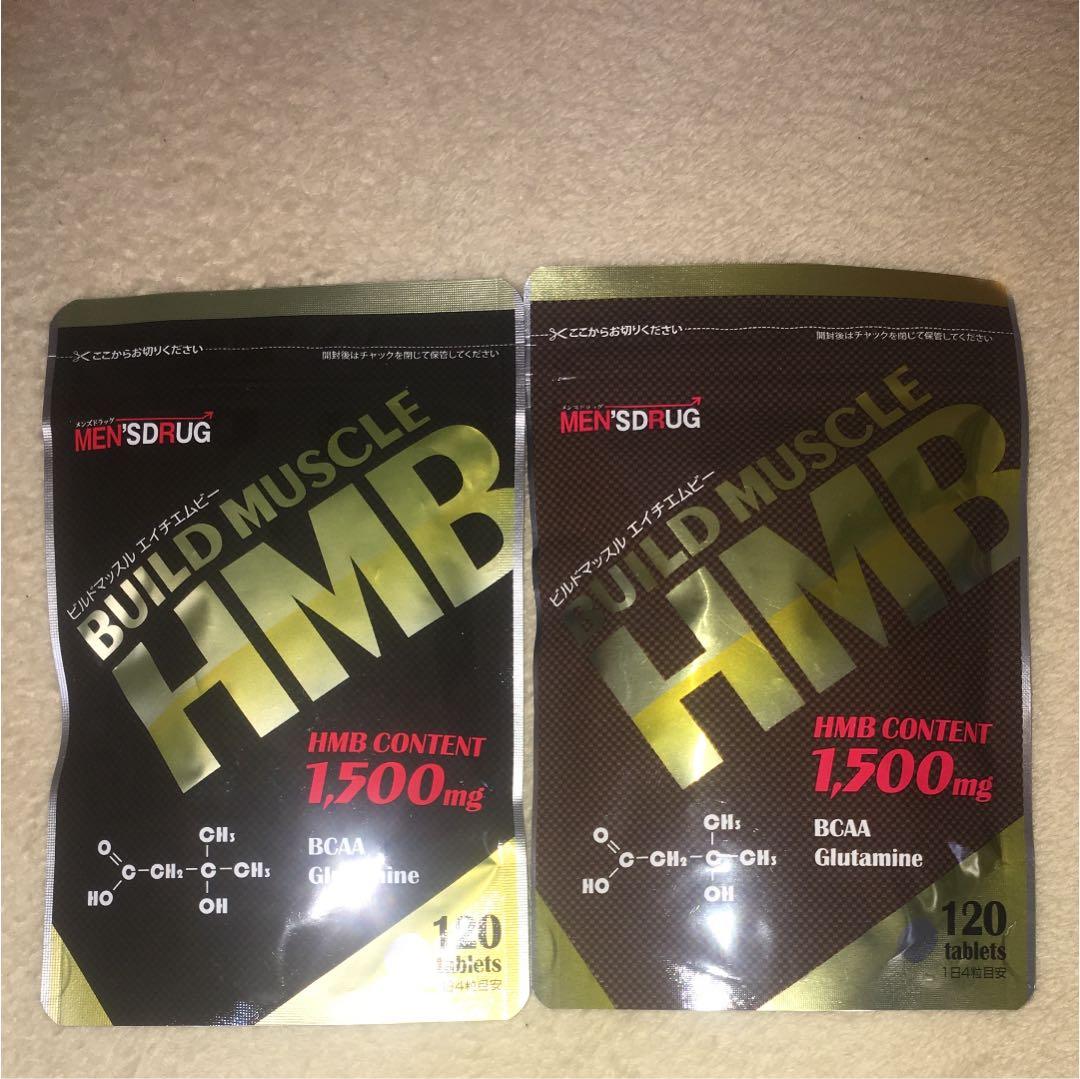 ここからお切りください
開封後はチャックを閉じて保管してください
メンズドラッグ
MEN'SDRUG
ビルドマッスル エイチエムビー
BUILD MUSCLE
HMB
HMB CONTENT
1,500mg
BCAA
Glutamine
O
HO
C-CH₂-C-CH₃
CH₃
OH
120
tablets
1日4粒目安
ここからお切りください
開封後はチャックを閉じて保管してください
メンズドラッグ
MEN'SDRUG
ビルドマッスル エイチエムビー
BUILD MUSCLE
HMB
HMB CONTENT
1,500mg
BCAA
Glutamine
O
HO
C-CH₂-C-CH₃
CH₃
OH
120
tablets
1日4粒目安